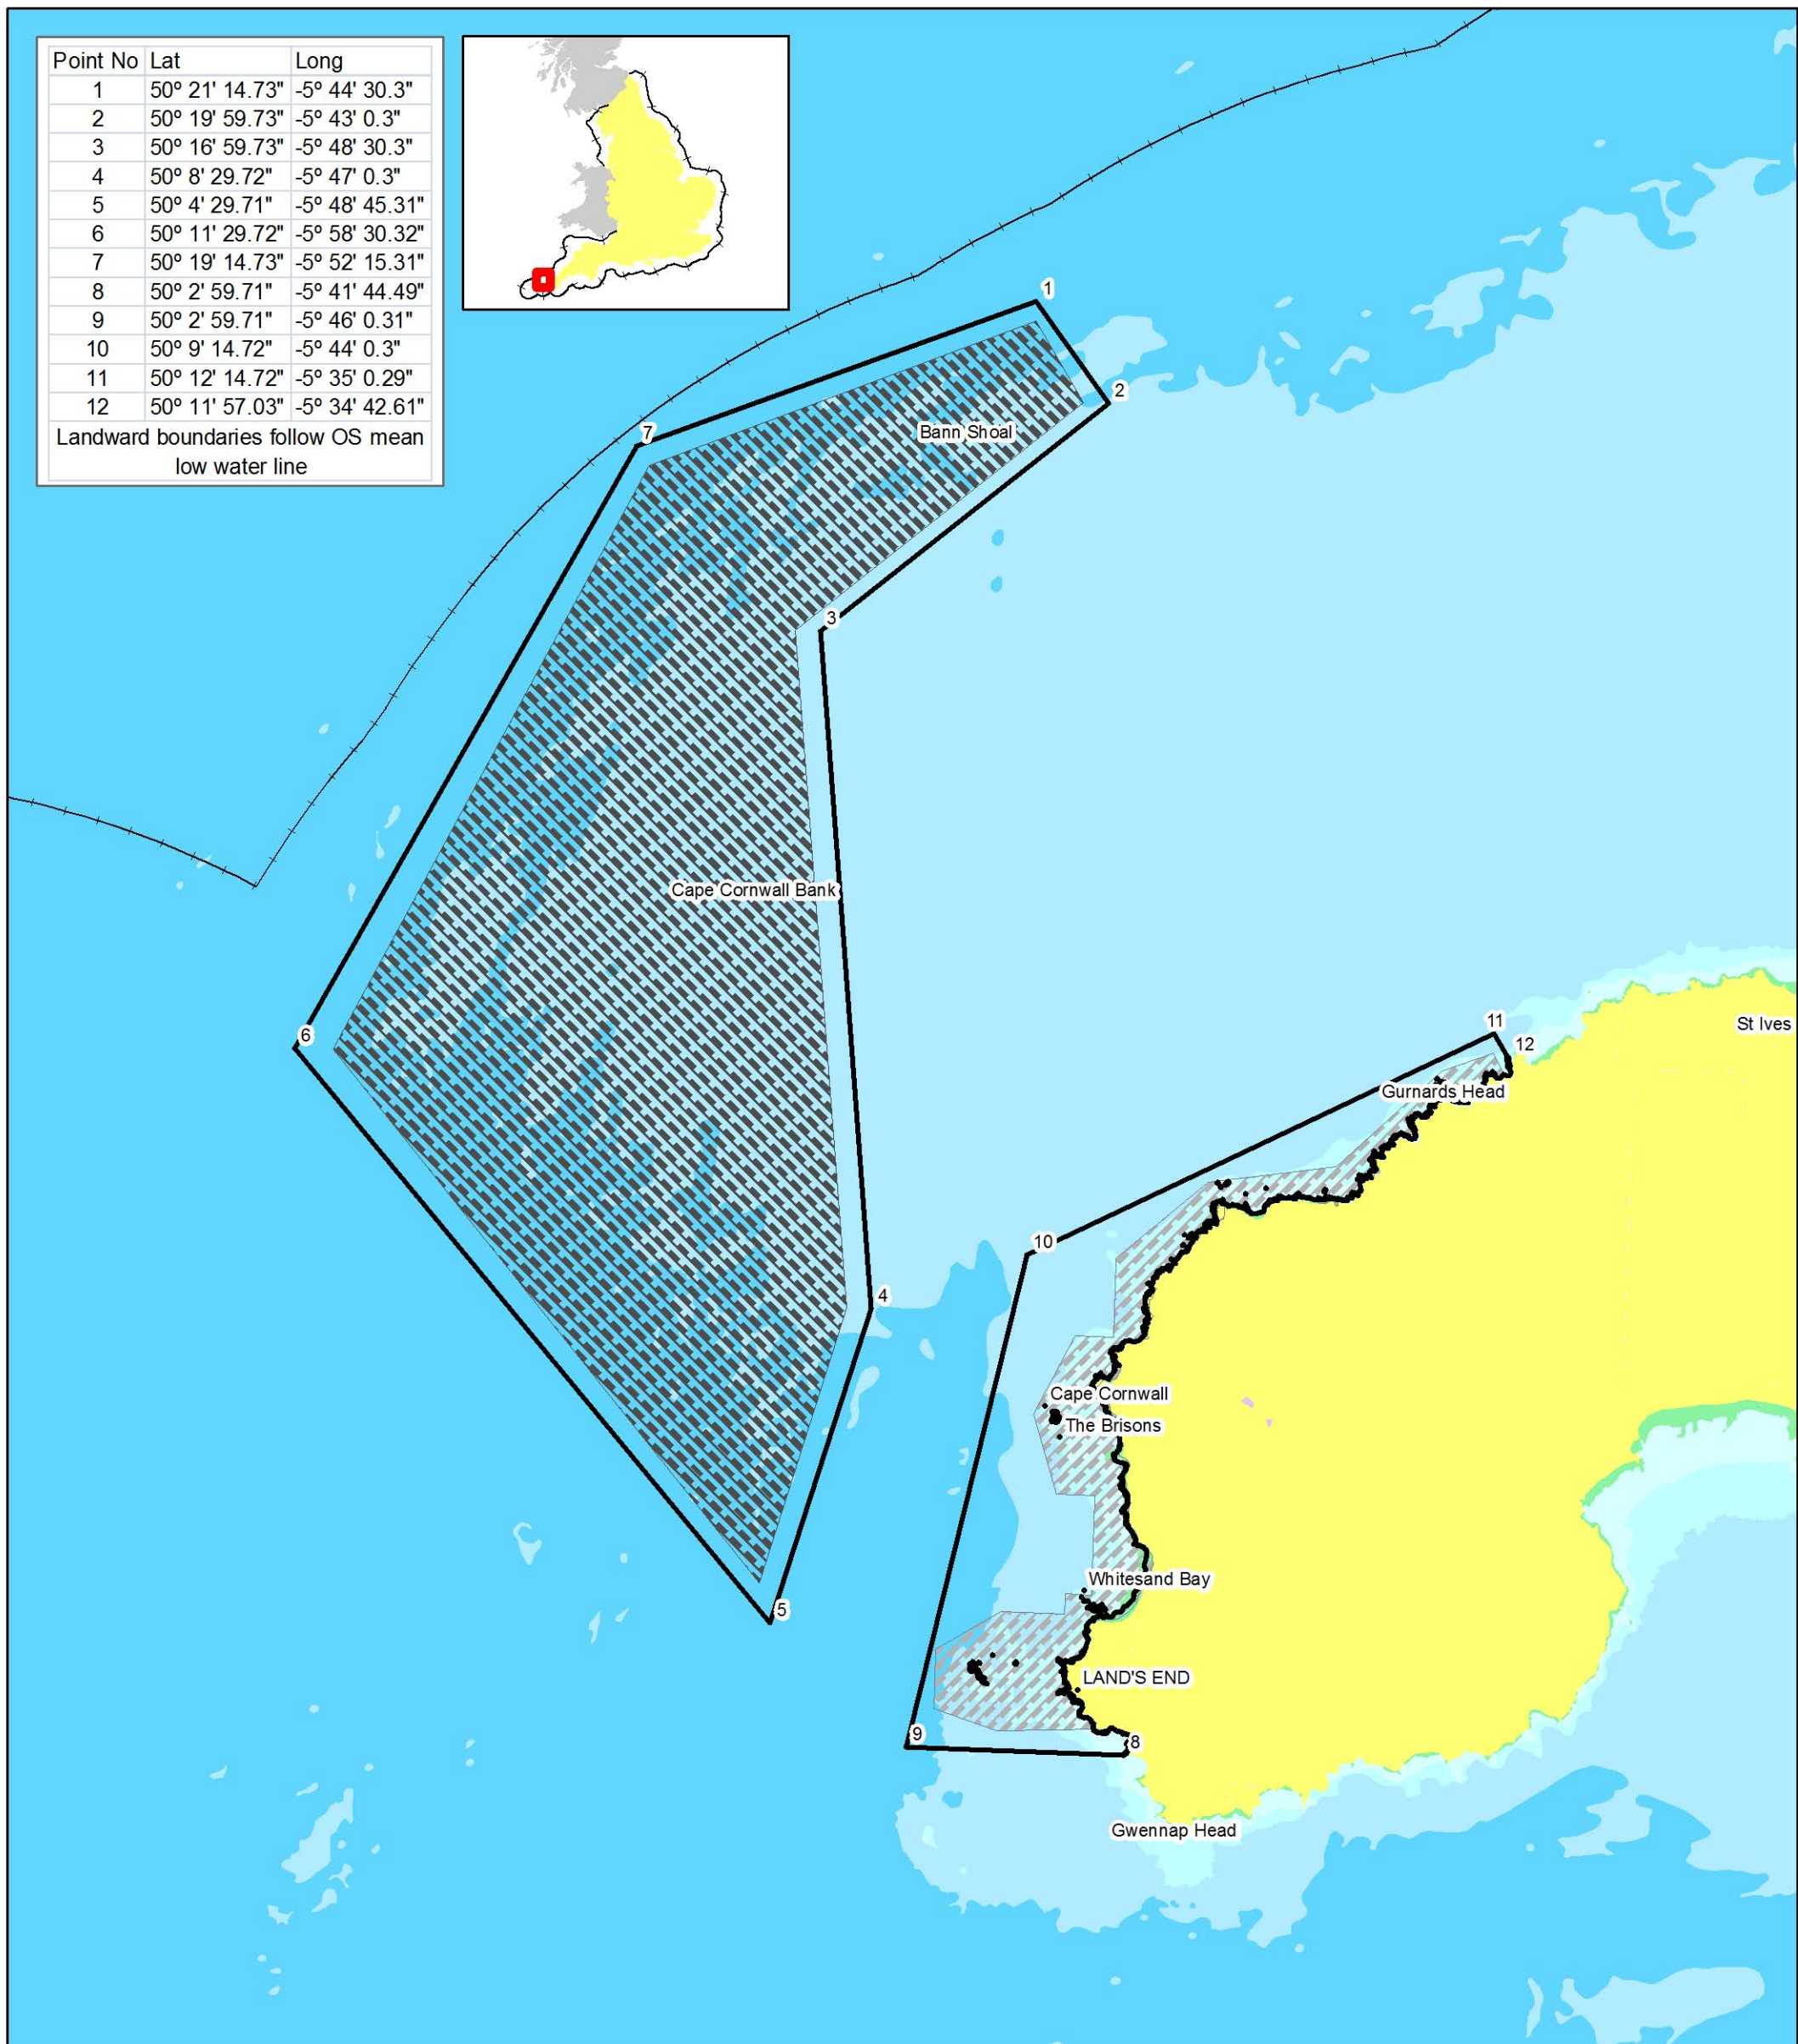 Point No Lat Long
1 50º 21' 14.73" -5º 44' 30.3"
2 50º 19' 59.73" -5º 43' 0.3"
3 50º 16' 59.73" -5º 48' 30.3"
4 50º 8' 29.72" -5º 47' 0.3"
5 50º 4' 29.71" -5º 48' 45.31"
6 50º 11' 29.72" -5º 58' 30.32"
7 50º 19' 14.73" -5º 52' 15.31"
8 50º 2' 59.71" -5º 41' 44.49"
9 50º 2' 59.71" -5º 46' 0.31"
10 50º 9' 14.72" -5º 44' 0.3"
11 50º 12' 14.72" -5º 35' 0.29"
12 50º 11' 57.03" -5º 34' 42.61"
Landward boundaries follow OS mean
low water line
1
2
7
Bann Shoal
3
Cape Cornwall Bank
6
11
St Ives
12
Gurnards Head
10
4
Cape Cornwall
The Brisons
Whitesand Bay
5
LAND'S END
9
8
Gwennap Head